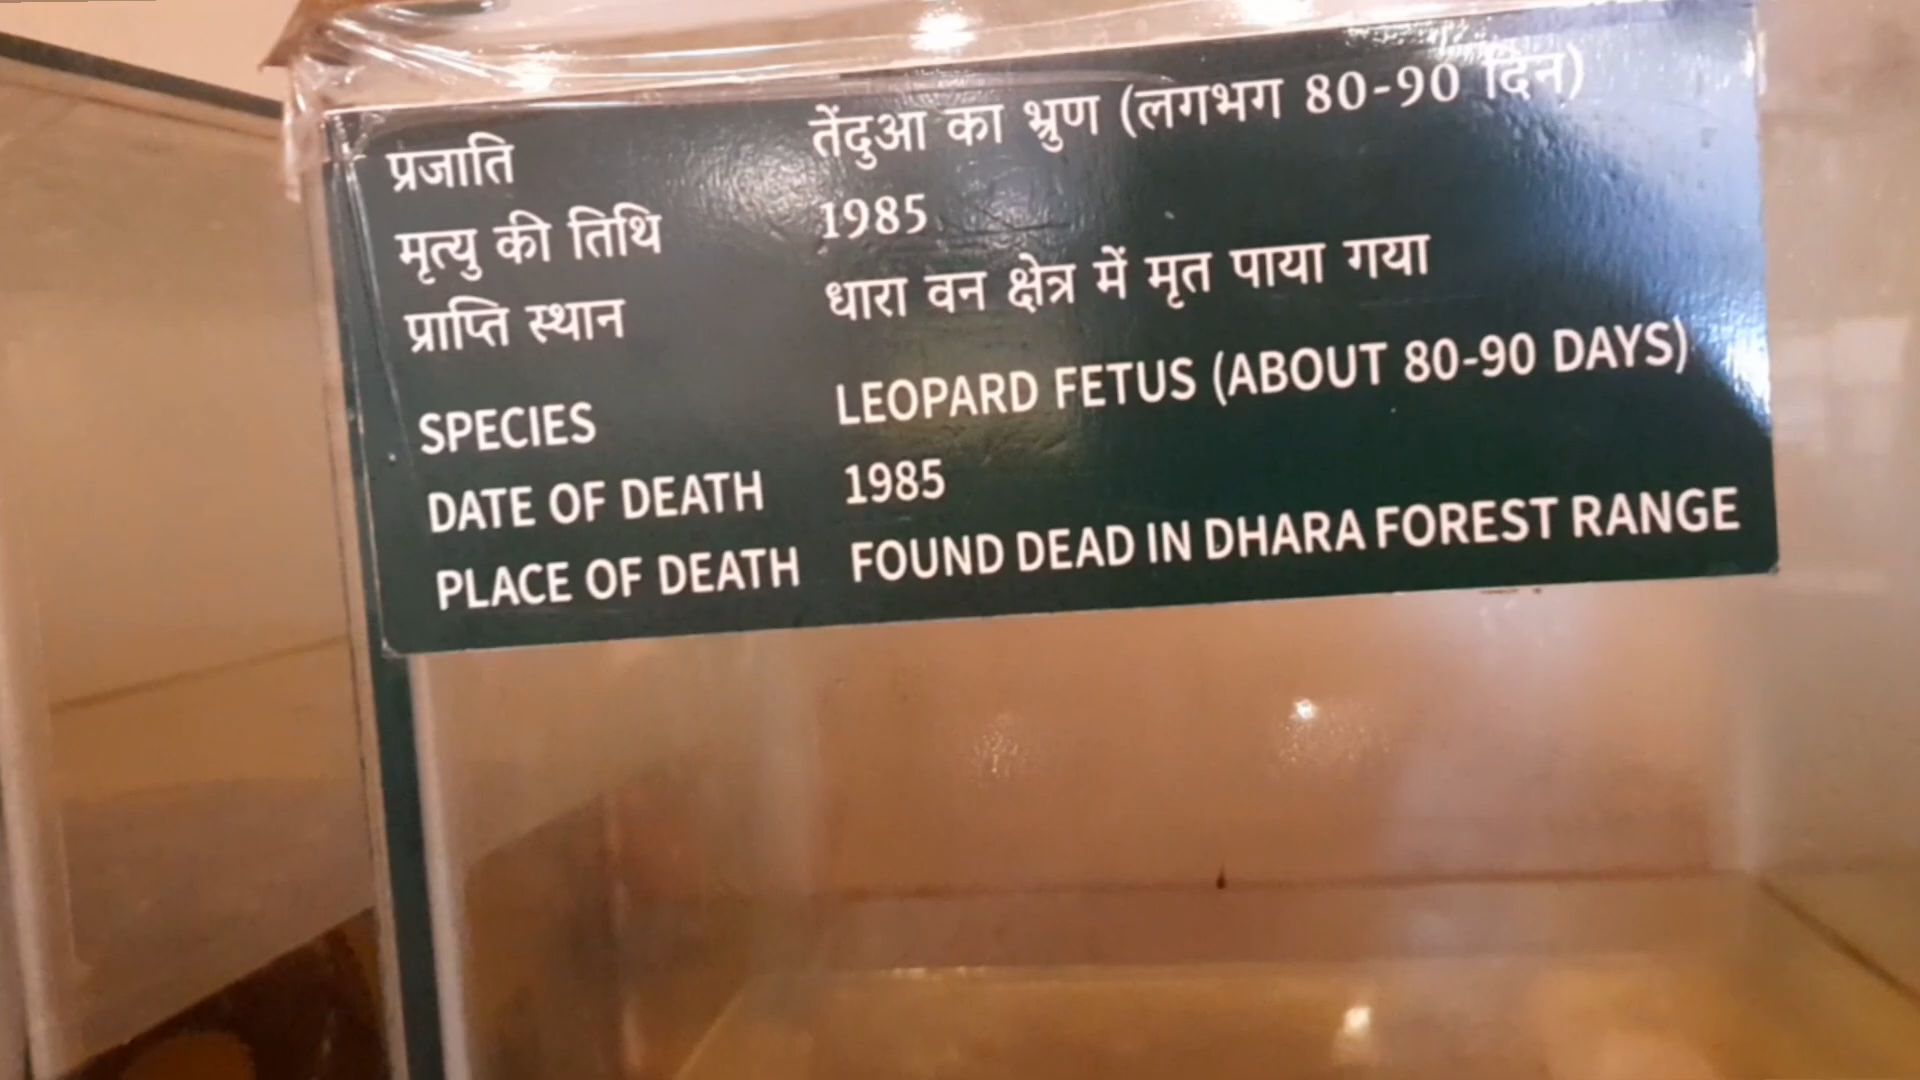 प्रजाति तेंदुआ का भ्रुण (लगभग 80-90 दिन)
मृत्यु की तिथि 1985
प्राप्ति स्थान धारा वन क्षेत्र में मृत पाया गया
SPECIES LEOPARD FETUS (ABOUT 80-90 DAYS)
DATE OF DEATH 1985
PLACE OF DEATH FOUND DEAD IN DHARA FOREST RANGE